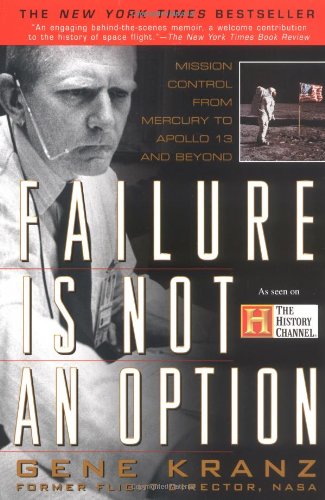 THE NEW YORK TIMES BESTSELLER
"An engaging behind-the-scenes memoir, a welcome contribution
to the history of space flight."—The New York Times Book Review
MISSION
CONTROL
FROM
MERCURY TO
APOLLO 13
AND BEYOND
FAILURE
IS NOT
AN OPTION
As seen on
H
THE
HISTORY
CHANNEL.
GENE KRANZ
FORMER FLIGHT DIRECTOR, NASA